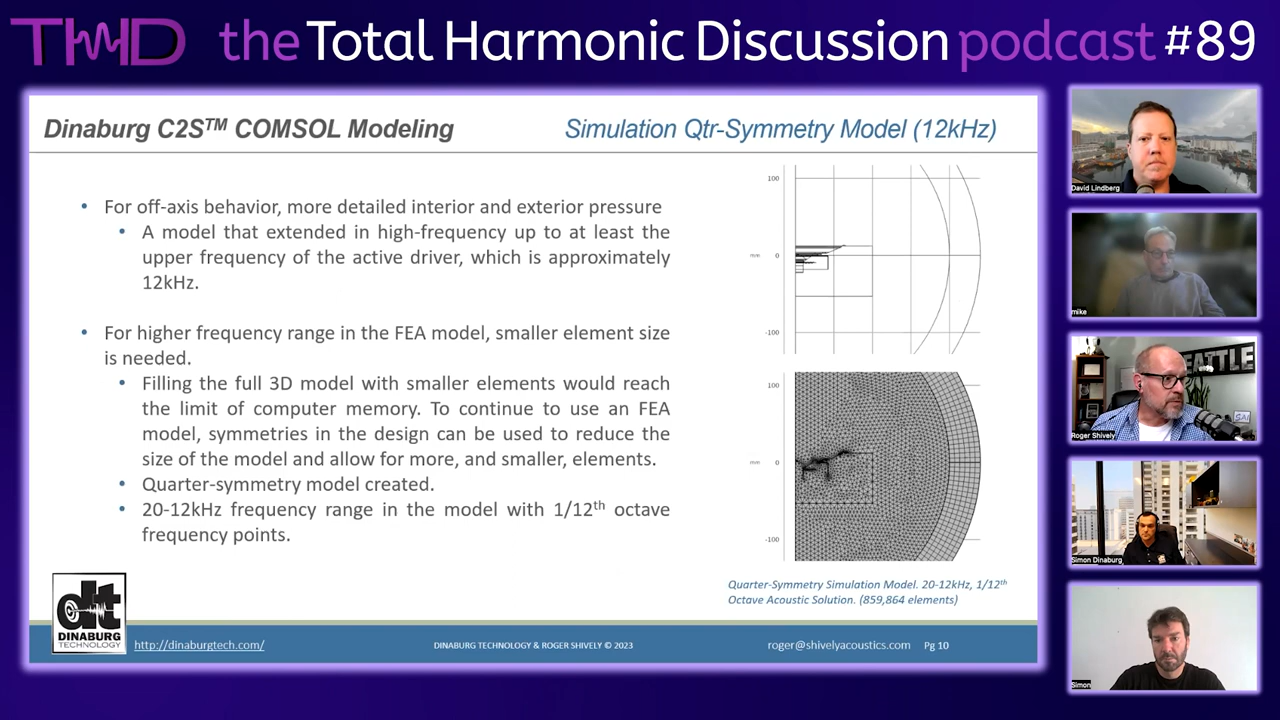 THD the Total Harmonic Discussion podcast #89
Dinaburg C2S™ COMSOL Modeling
Simulation Qtr-Symmetry Model (12kHz)
• For off-axis behavior, more detailed interior and exterior pressure
• A model that extended in high-frequency up to at least the
upper frequency of the active driver, which is approximately
12kHz.
• For higher frequency range in the FEA model, smaller element size
is needed.
• Filling the full 3D model with smaller elements would reach
the limit of computer memory. To continue to use an FEA
model, symmetries in the design can be used to reduce the
size of the model and allow for more, and smaller, elements.
• Quarter-symmetry model created.
• 20-12kHz frequency range in the model with 1/12th octave
frequency points.
100
mm 0
-100
100
mm 0
-100
Quarter-Symmetry Simulation Model. 20-12kHz, 1/12th
Octave Acoustic Solution. (859,864 elements)
dt
DINABURG
TECHNOLOGY
http://dinaburgtech.com/
DINABURG TECHNOLOGY & ROGER SHIVELY © 2023
roger@shivelyacoustics.com Pg 10
David Lindberg
mike
EATTLE
Roger Shively
Simon Dinaburg
Simon